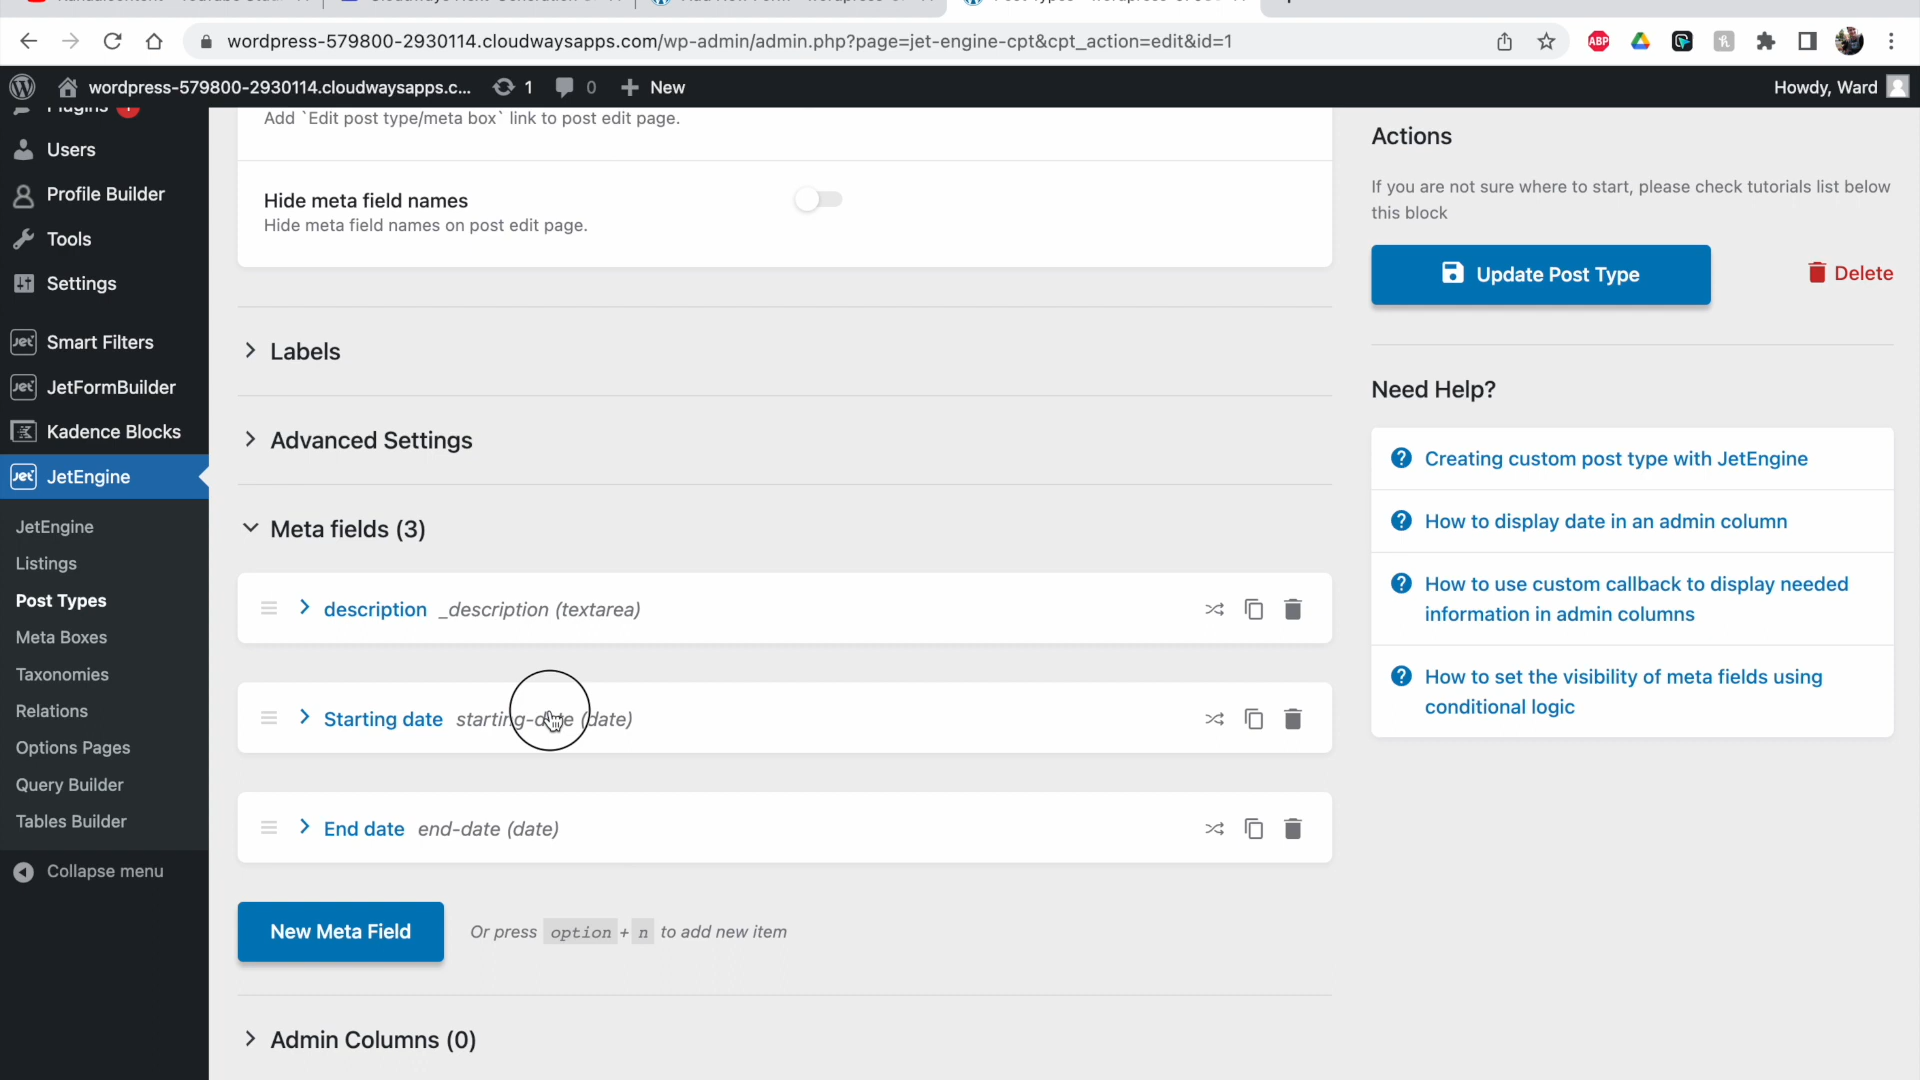 wordpress-579800-2930114.cloudwaysapps.com/wp-admin/admin.php?page=jet-engine-cpt&cpt_action=edit&id=1
ABP
wordpress-579800-2930114.cloudwaysapps.c... 1 0 New
Howdy, Ward
Plugins
Users
Profile Builder
Tools
Settings
Jet Smart Filters
Jet JetFormBuilder
Kadence Blocks
Jet JetEngine
JetEngine
Listings
Post Types
Meta Boxes
Taxonomies
Relations
Options Pages
Query Builder
Tables Builder
Collapse menu
Add `Edit post type/meta box` link to post edit page.
Hide meta field names
Hide meta field names on post edit page.
Labels
Advanced Settings
Meta fields (3)
description _description (textarea)
Starting date starting-date (date)
End date end-date (date)
New Meta Field
Or press option + n to add new item
Admin Columns (0)
Actions
If you are not sure where to start, please check tutorials list below
this block
Update Post Type
Delete
Need Help?
Creating custom post type with JetEngine
How to display date in an admin column
How to use custom callback to display needed
information in admin columns
How to set the visibility of meta fields using
conditional logic